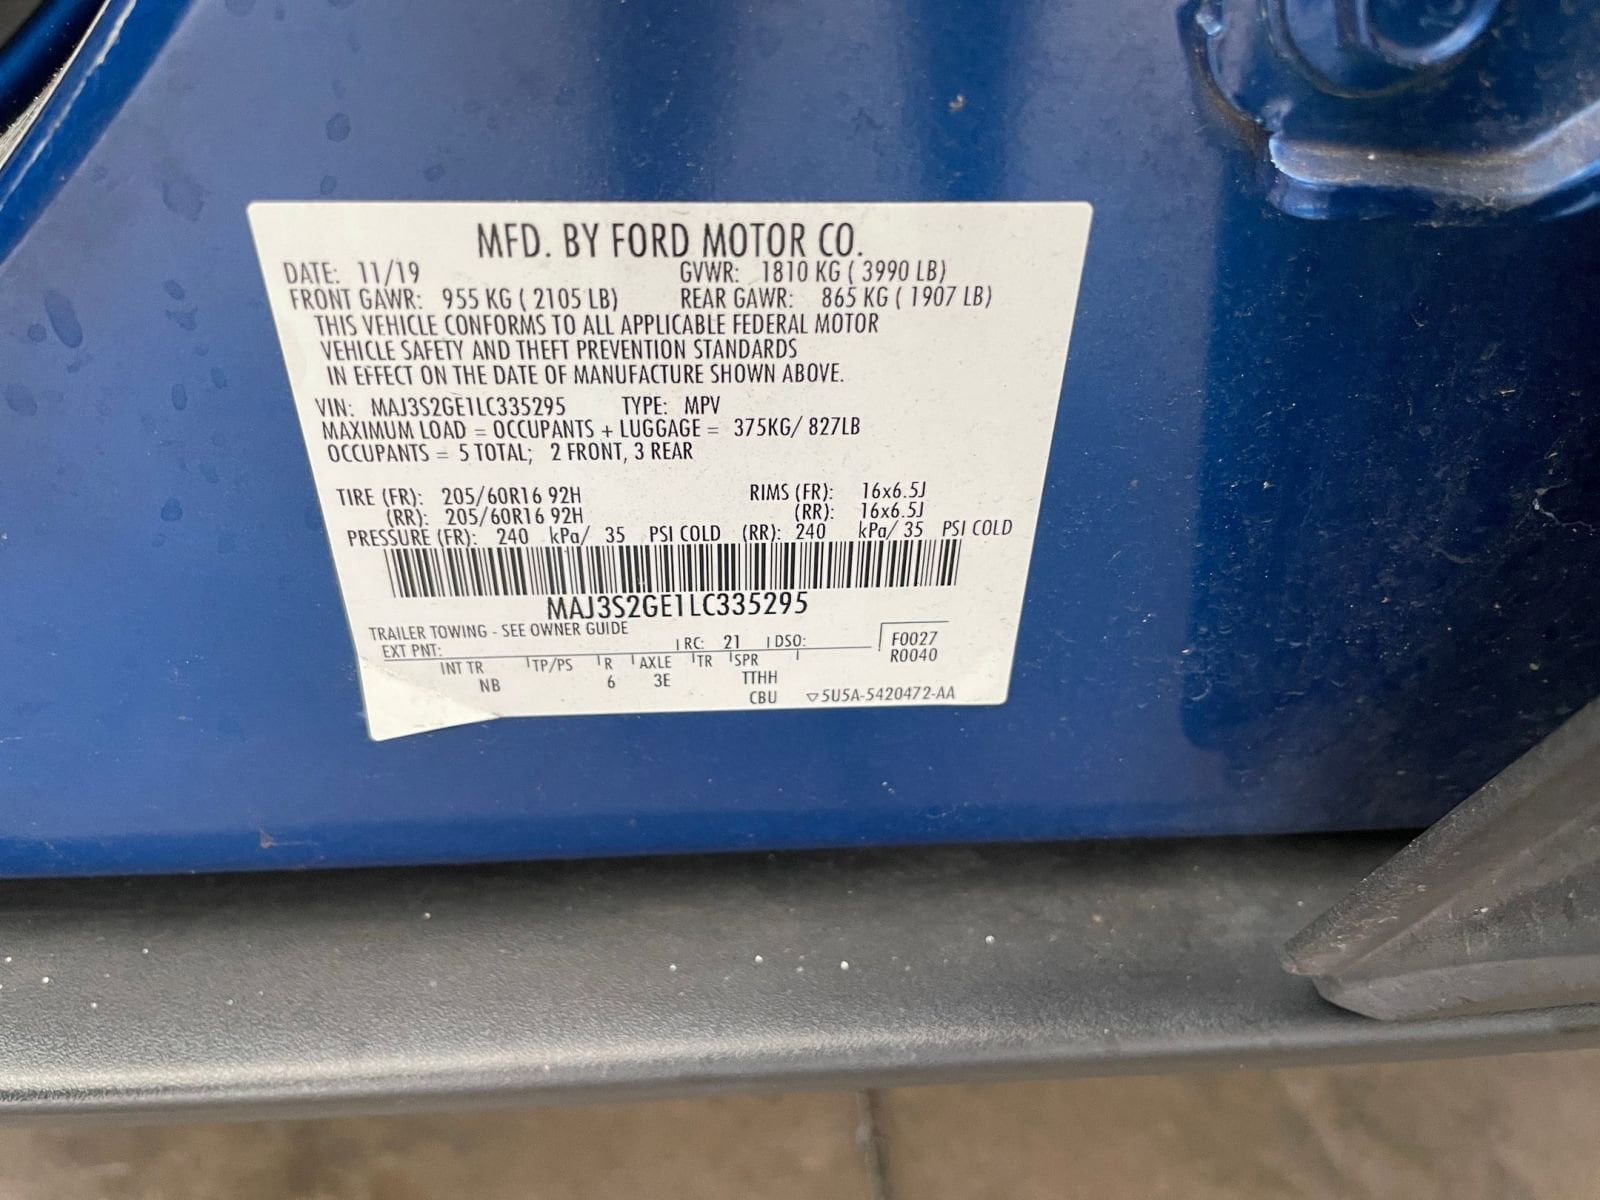 MFD. BY FORD MOTOR CO.
DATE: 11/19 GVWR: 1810 KG ( 3990 LB)
FRONT GAWR: 955 KG ( 2105 LB) REAR GAWR: 865 KG ( 1907 LB)
THIS VEHICLE CONFORMS TO ALL APPLICABLE FEDERAL MOTOR
VEHICLE SAFETY AND THEFT PREVENTION STANDARDS
IN EFFECT ON THE DATE OF MANUFACTURE SHOWN ABOVE.
VIN: MAJ3S2GE1LC335295 TYPE: MPV
MAXIMUM LOAD = OCCUPANTS + LUGGAGE = 375KG/ 827LB
OCCUPANTS = 5 TOTAL; 2 FRONT, 3 REAR
TIRE (FR): 205/60R16 92H RIMS (FR): 16x6.5J
(RR): 205/60R16 92H (RR): 16x6.5J
PRESSURE (FR): 240 kPa/ 35 PSI COLD (RR): 240 kPa/ 35 PSI COLD
MAJ3S2GE1LC335295
TRAILER TOWING - SEE OWNER GUIDE
EXT PNT: RC: 21 DSO: F0027
R0040
INT TR TP/PS R AXLE TR SPR
NB 6 3E TTHH
CBU ▽5U5A-5420472-AA